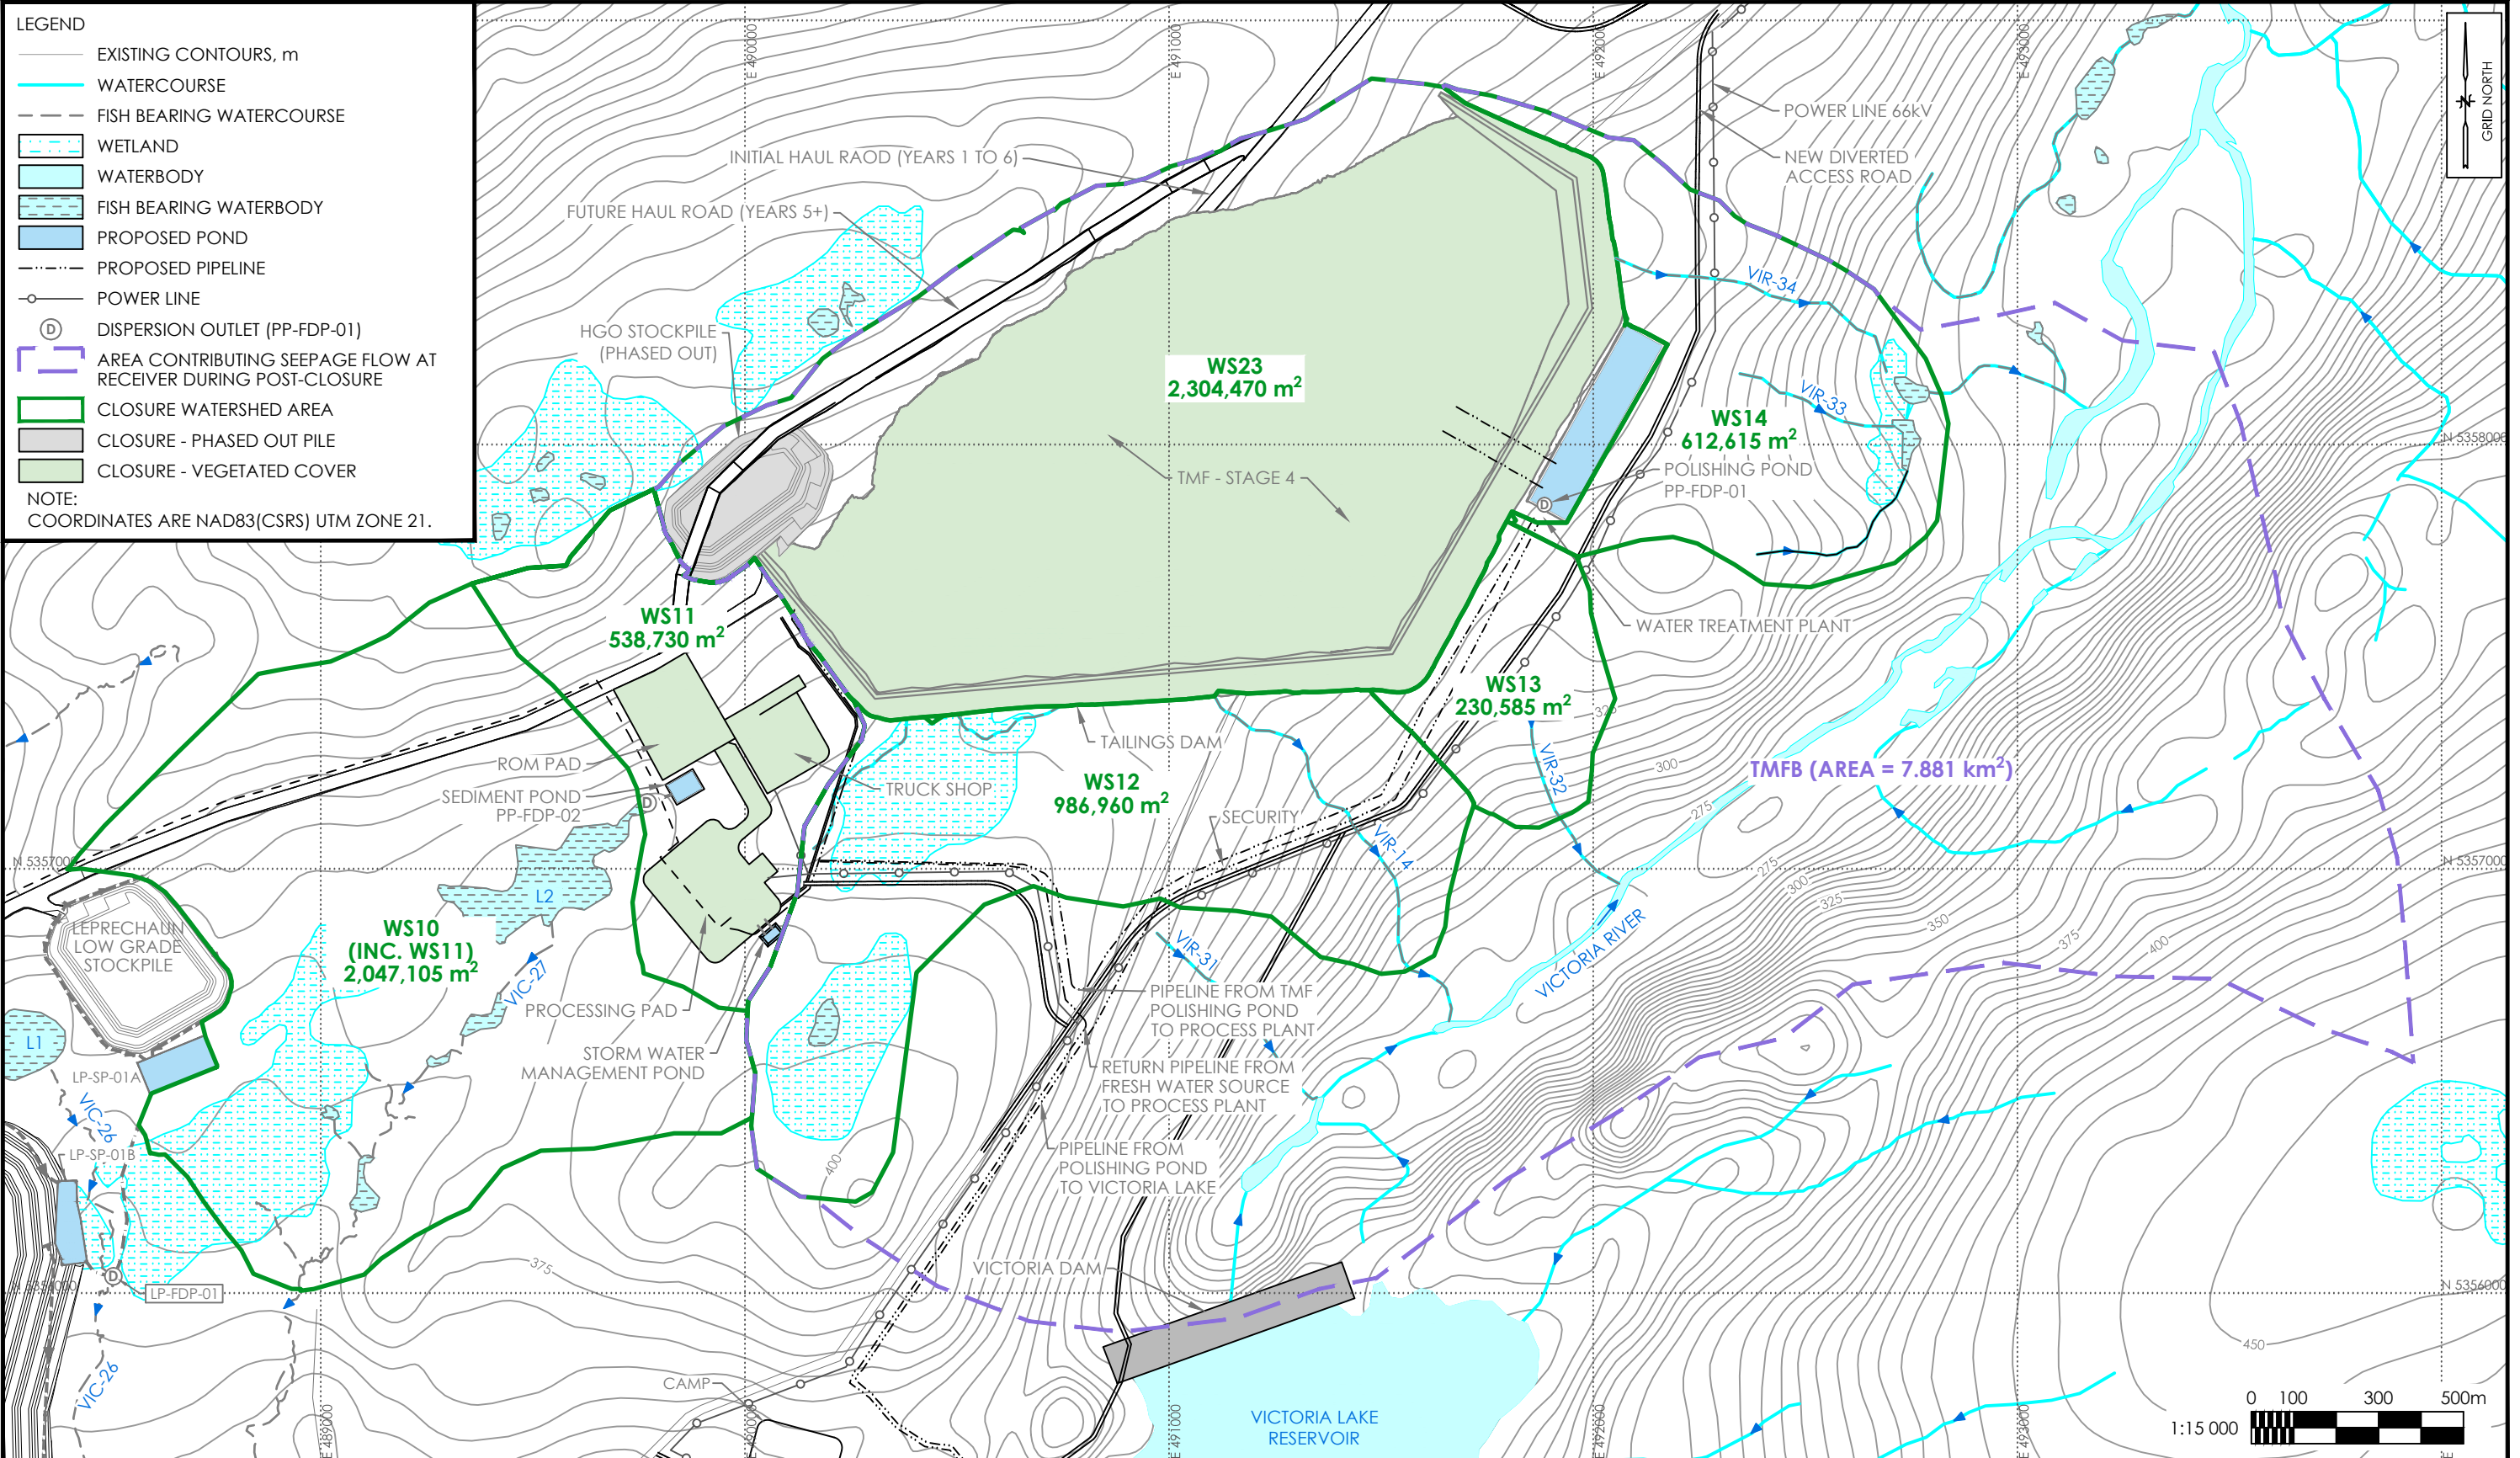 LEGEND
EXISTING CONTOURS, m
WATERCOURSE
FISH BEARING WATERCOURSE
WETLAND
WATERBODY
FISH BEARING WATERBODY
PROPOSED POND
PROPOSED PIPELINE
POWER LINE
D
DISPERSION OUTLET (PP-FDP-01)
AREA CONTRIBUTING SEEPAGE FLOW AT
RECEIVER DURING POST-CLOSURE
CLOSURE WATERSHED AREA
CLOSURE - PHASED OUT PILE
CLOSURE - VEGETATED COVER
NOTE:
COORDINATES ARE NAD83(CSRS) UTM ZONE 21.
E 490000
E 491000
E 492000
E 493000
GRID NORTH
N
POWER LINE 66kV
NEW DIVERTED
ACCESS ROAD
INITIAL HAUL RAOD (YEARS 1 TO 6)
FUTURE HAUL ROAD (YEARS 5+)
HGO STOCKPILE
(PHASED OUT)
VIR-34
WS23
2,304,470 m²
VIR-33
WS14
612,615 m²
N 5358000
POLISHING POND
PP-FDP-01
TMF - STAGE 4
D
WS11
538,730 m²
WATER TREATMENT PLANT
WS13
230,585 m²
325
TAILINGS DAM
ROM PAD
VIR-32
300
TMFB (AREA = 7.881 km²)
WS12
986,960 m²
TRUCK SHOP
SEDIMENT POND
PP-FDP-02
D
SECURITY
275
VIR-14
N 5357000
N 5357000
275
300
325
350
375
400
L2
LEPRECHAUN
LOW GRADE
STOCKPILE
WS10
(INC. WS11)
2,047,105 m²
VIR-31
VICTORIA RIVER
VIC-27
PROCESSING PAD
PIPELINE FROM TMF
POLISHING POND
TO PROCESS PLANT
L1
STORM WATER
MANAGEMENT POND
LP-SP-01A
RETURN PIPELINE FROM
FRESH WATER SOURCE
TO PROCESS PLANT
VIC-26
LP-SP-01B
400
PIPELINE FROM
POLISHING POND
TO VICTORIA LAKE
375
VICTORIA DAM
D
N 5356000
N 5356000
LP-FDP-01
450
VIC-26
CAMP
VICTORIA LAKE
RESERVOIR
E 489000
E 490000
E 491000
E 492000
E 493000
E
0 100 300 500m
1:15 000